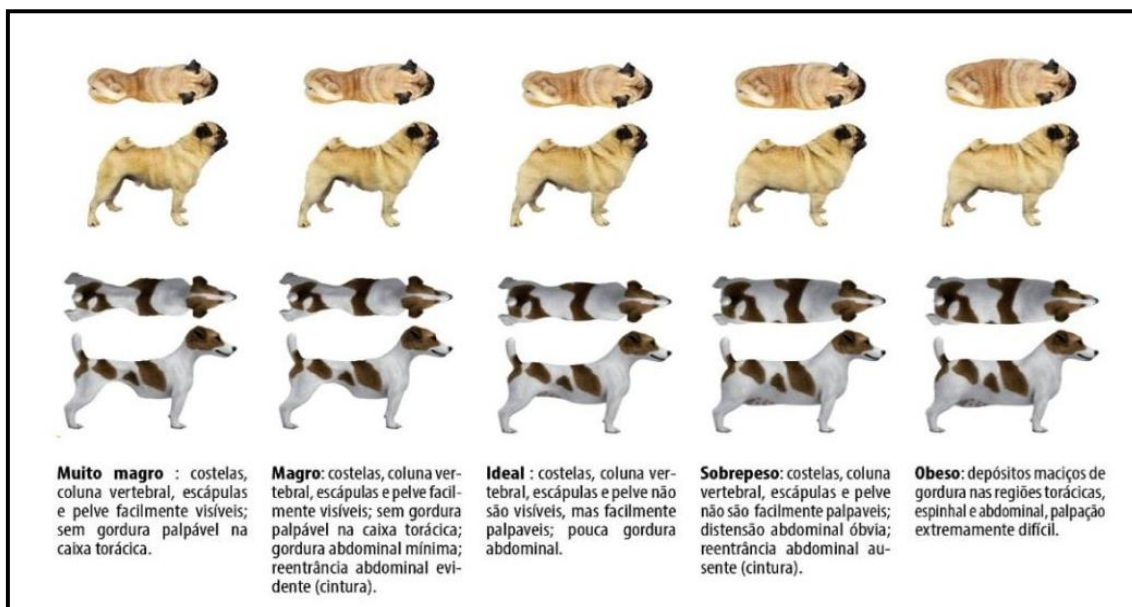 Muito magro : costelas,
coluna vertebral, escápulas
e pelve facilmente visíveis;
sem gordura palpável na
caixa torácica.
Magro: costelas, coluna ver-
tebral, escápulas e pelve facil-
mente visíveis; sem gordura
palpável na caixa torácica;
gordura abdominal mínima;
reentrância abdominal evi-
dente (cintura).
Ideal : costelas, coluna ver-
tebral, escápulas e pelve não
são visíveis, mas facilmente
palpaveis; pouca gordura
abdominal.
Sobrepeso: costelas, coluna
vertebral, escápulas e pelve
não são facilmente palpaveis;
distensão abdominal óbvia;
reentrância abdominal au-
sente (cintura).
Obeso: depósitos maciços de
gordura nas regiões torácicas,
espinhal e abdominal, palpação
extremamente difícil.